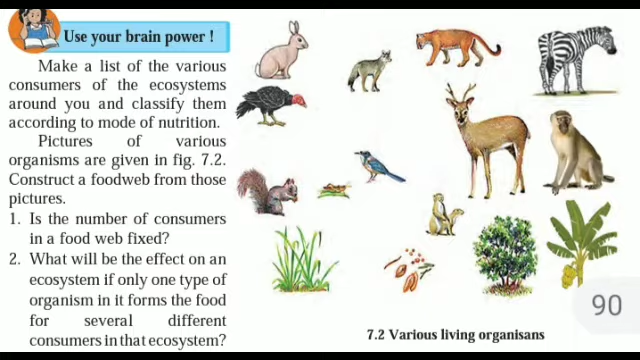 Use your brain power !
Make a list of the various
consumers of the ecosystems
around you and classify them
according to mode of nutrition.
Pictures of various
organisms are given in fig. 7.2.
Construct a foodweb from those
pictures.
1. Is the number of consumers
in a food web fixed?
2. What will be the effect on an
ecosystem if only one type of
organism in it forms the food
for several different
consumers in that ecosystem?
90
7.2 Various living organisans